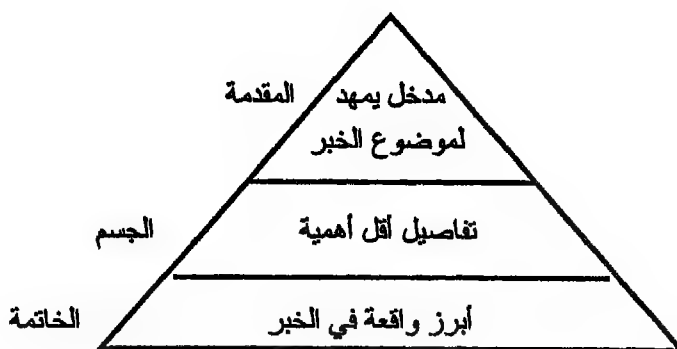 المقدمة
مدخل يمهد
لموضوع الخبر
الجسم
تفاصيل أقل أهمية
الخاتمة
أبرز واقعة في الخبر